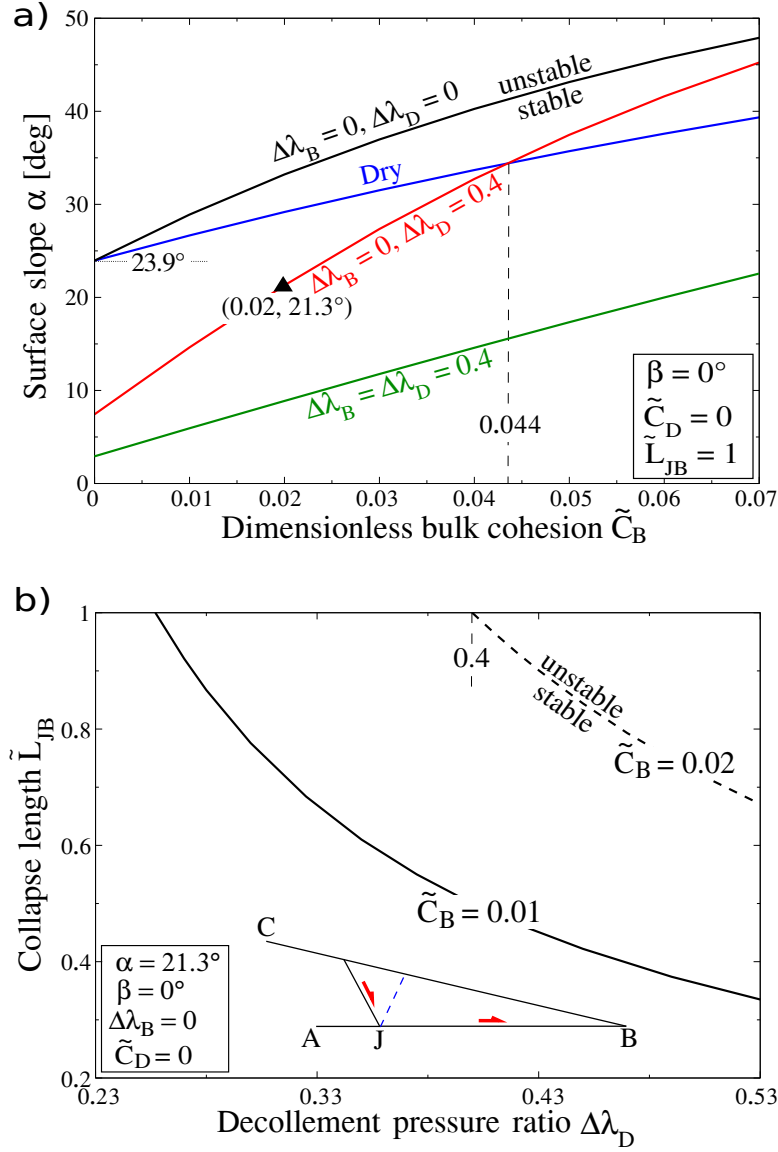 a)
50
40
30
20
10
0
Surface slope α [deg]
unstable
stable
Δλ_B = 0, Δλ_D = 0
Dry
Δλ_B = 0, Δλ_D = 0.4
23.9°
(0.02, 21.3°)
Δλ_B = Δλ_D = 0.4
0.044
β = 0°
C̃_D = 0
L̃_JB = 1
0 0.01 0.02 0.03 0.04 0.05 0.06 0.07
Dimensionless bulk cohesion C̃_B
b)
1
0.8
0.6
0.4
0.2
Collapse length L̃_JB
0.4
unstable
stable
C̃_B = 0.02
C̃_B = 0.01
C
A J B
α = 21.3°
β = 0°
Δλ_B = 0
C̃_D = 0
0.23 0.33 0.43 0.53
Decollement pressure ratio Δλ_D